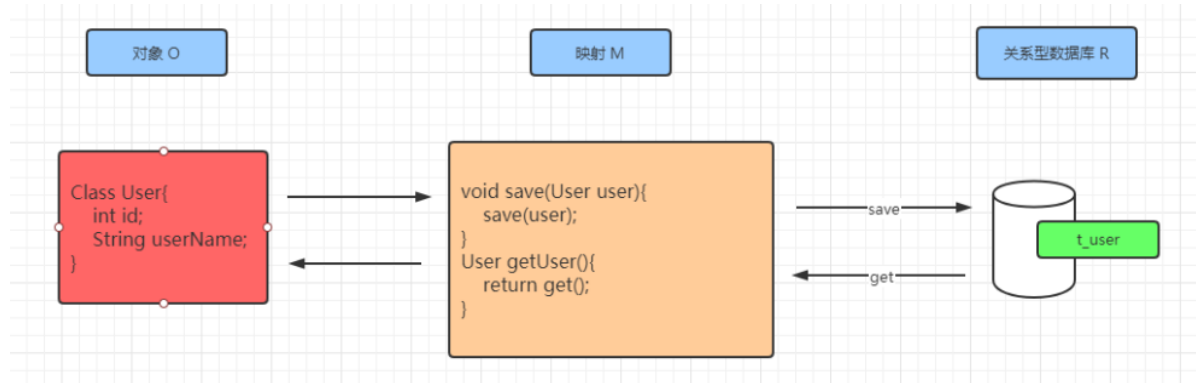 对象 O
映射 M
关系型数据库 R
Class User{
int id;
String userName;
}
void save(User user){
save(user);
}
User getUser(){
return get();
}
save
get
t_user